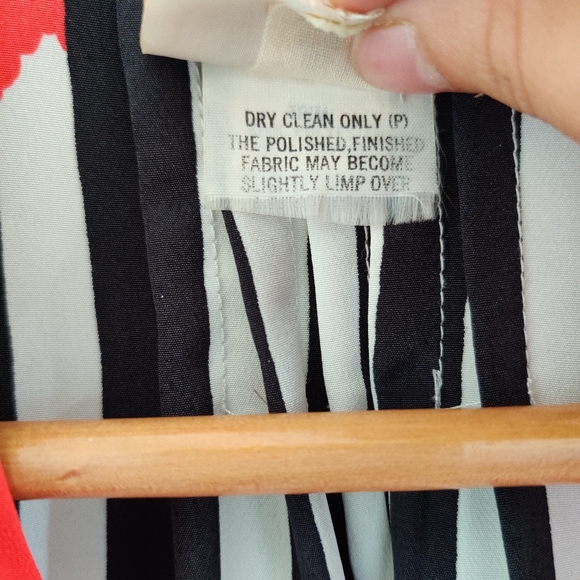 DRY CLEAN ONLY (P)
THE POLISHED,FINISHED
FABRIC MAY BECOME
SLIGHTLY LIMP OVER